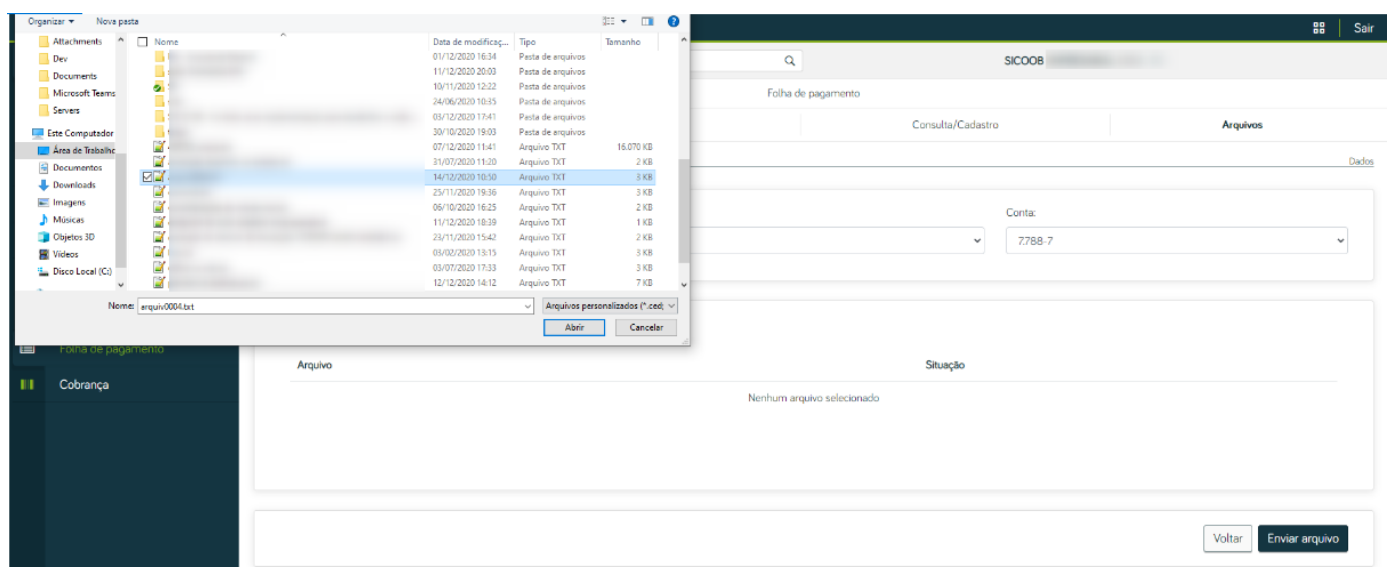 Organizar Nova pasta
Sair
Attachments
Dev
Documents
Microsoft Teams
Servers
Este Computador
Área de Trabalho
Documentos
Downloads
Imagens
Músicas
Objetos 3D
Vídeos
Disco Local (C:)
Nome Data de modificaç... Tipo Tamanho
01/12/2020 16:34 Pasta de arquivos
11/12/2020 20:03 Pasta de arquivos
10/11/2020 12:22 Pasta de arquivos
24/06/2020 10:35 Pasta de arquivos
03/12/2020 17:41 Pasta de arquivos
30/10/2020 19:03 Pasta de arquivos
07/12/2020 11:41 Arquivo TXT 16.070 KB
31/07/2020 11:20 Arquivo TXT 2 KB
14/12/2020 10:50 Arquivo TXT 3 KB
25/11/2020 19:36 Arquivo TXT 3 KB
06/10/2020 16:25 Arquivo TXT 2 KB
11/12/2020 18:39 Arquivo TXT 1 KB
23/11/2020 15:42 Arquivo TXT 2 KB
03/02/2020 13:15 Arquivo TXT 3 KB
03/07/2020 17:33 Arquivo TXT 3 KB
12/12/2020 14:12 Arquivo TXT 7 KB
Nome: arquiv0004.txt Arquivos personalizados (*.ced;
Abrir Cancelar
SICOOB
Folha de pagamento
Consulta/Cadastro Arquivos
Dados
Conta:
7.788-7
Folha de pagamento
Cobrança
Arquivo Situação
Nenhum arquivo selecionado
Voltar Enviar arquivo